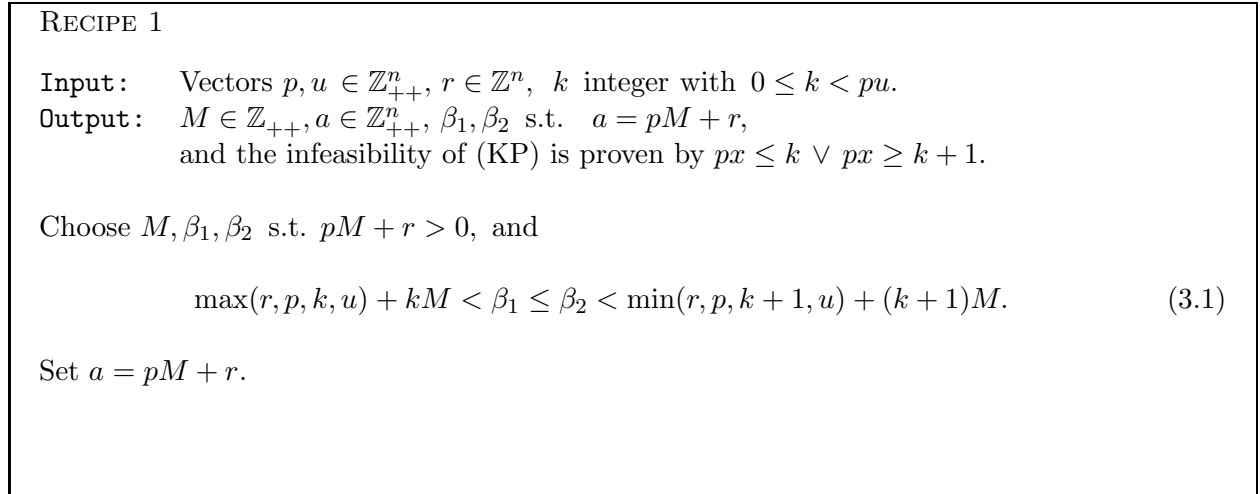 RECIPE 1
Input: Vectors p, u ∈ ℤⁿ₊₊, r ∈ ℤⁿ, k integer with 0 ≤ k < pu.
Output: M ∈ ℤ₊₊, a ∈ ℤⁿ₊₊, β₁, β₂ s.t. a = pM + r,
and the infeasibility of (KP) is proven by px ≤ k ∨ px ≥ k + 1.
Choose M, β₁, β₂ s.t. pM + r > 0, and
max(r, p, k, u) + kM < β₁ ≤ β₂ < min(r, p, k + 1, u) + (k + 1)M. (3.1)
Set a = pM + r.